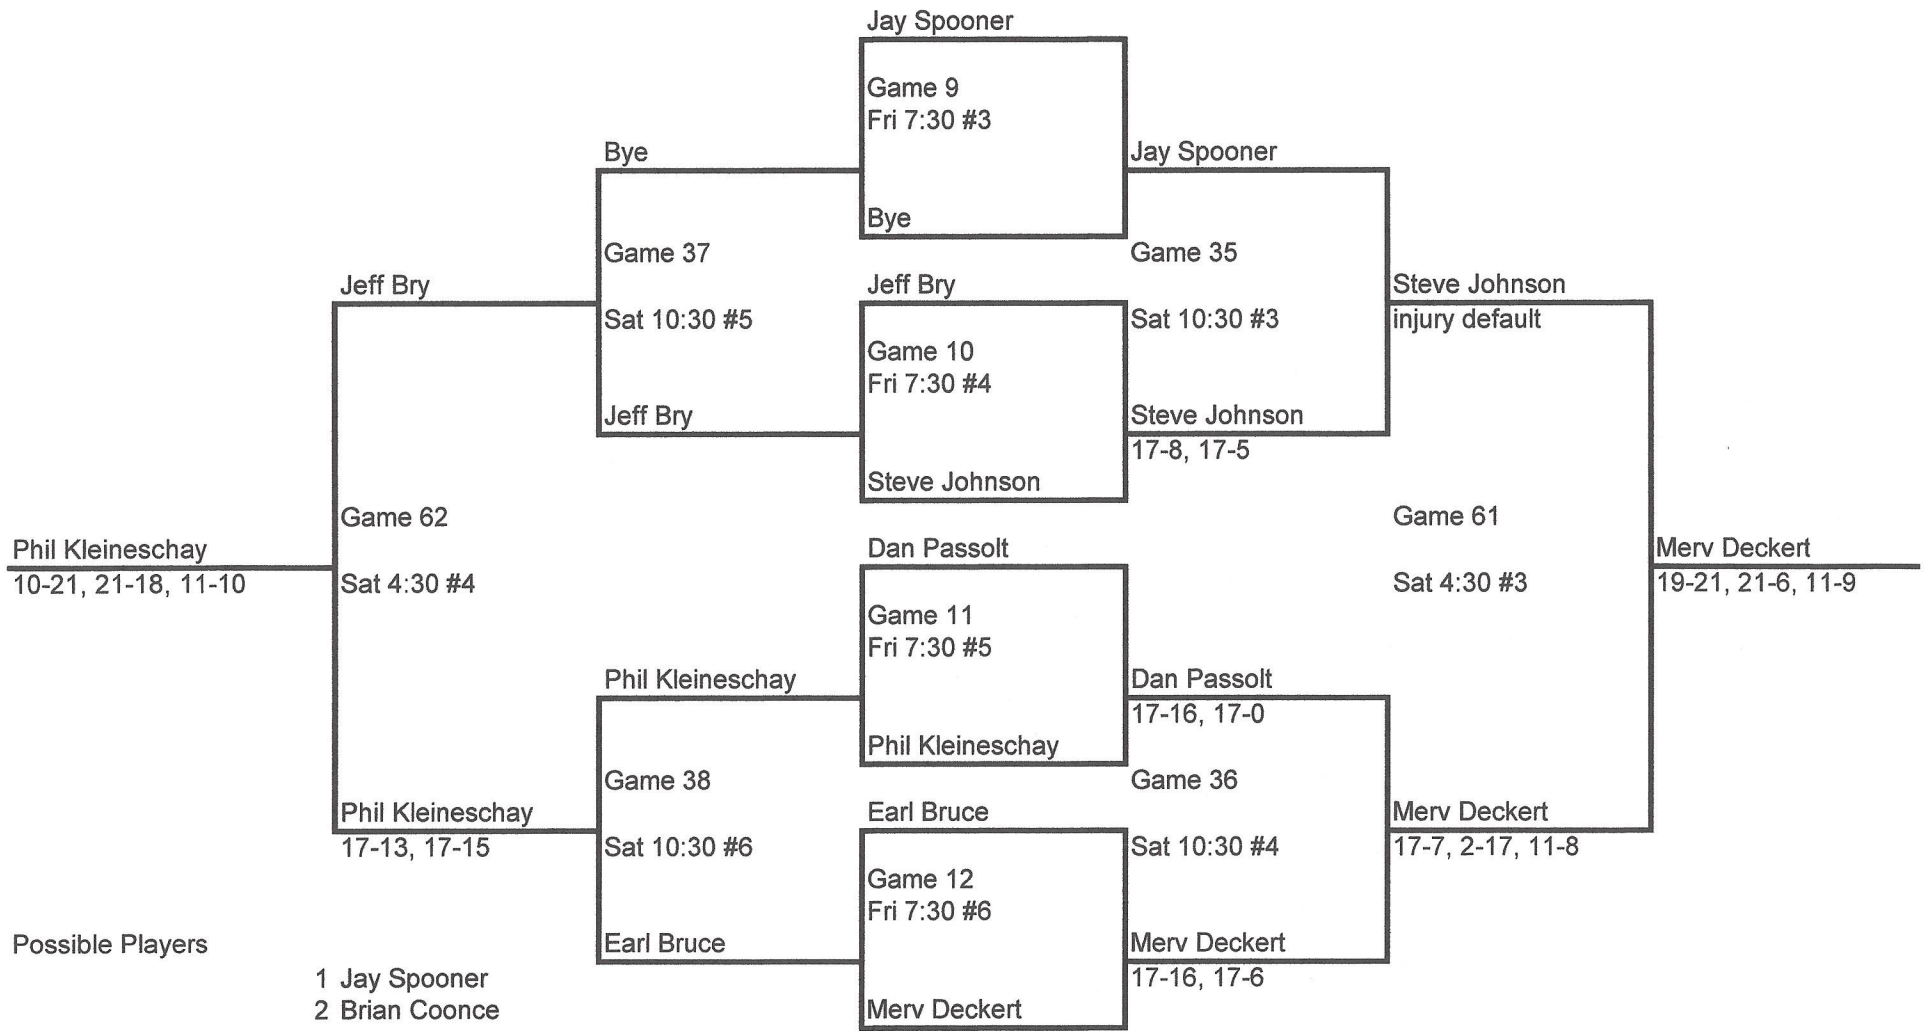 Jay Spooner
Game 9
Fri 7:30 #3
Bye
Jay Spooner
Bye
Game 37
Game 35
Jeff Bry
Jeff Bry
Steve Johnson
Sat 10:30 #5
Sat 10:30 #3
injury default
Game 10
Fri 7:30 #4
Jeff Bry
Steve Johnson
17-8, 17-5
Steve Johnson
Game 62
Game 61
Phil Kleineschay
Dan Passolt
Merv Deckert
10-21, 21-18, 11-10
Sat 4:30 #4
Sat 4:30 #3
19-21, 21-6, 11-9
Game 11
Fri 7:30 #5
Phil Kleineschay
Dan Passolt
17-16, 17-0
Phil Kleineschay
Game 38
Game 36
Phil Kleineschay
Earl Bruce
Merv Deckert
17-13, 17-15
Sat 10:30 #6
Sat 10:30 #4
17-7, 2-17, 11-8
Game 12
Fri 7:30 #6
Possible Players
Earl Bruce
Merv Deckert
1 Jay Spooner
17-16, 17-6
2 Brian Coonce
Merv Deckert